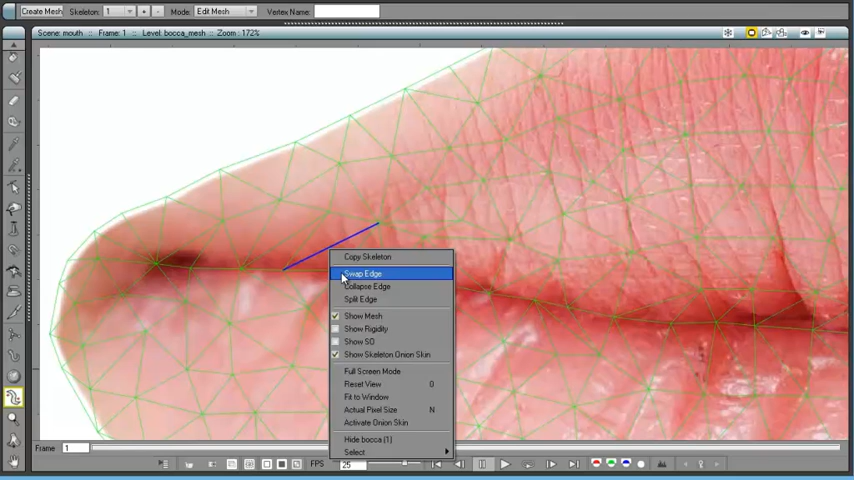 Create Mesh Skeleton: 1 - + - Mode: Edit Mesh Vertex Name:
Scene: mouth :: Frame: 1 :: Level: bocca_mesh :: Zoom : 172%
Copy Skeleton
Swap Edge
Collapse Edge
Split Edge
Show Mesh
Show Rigidity
Show SO
Show Skeleton Onion Skin
Full Screen Mode
Reset View 0
Fit to Window
Actual Pixel Size N
Activate Onion Skin
Hide bocca (1)
Select
Frame 1
FPS 25